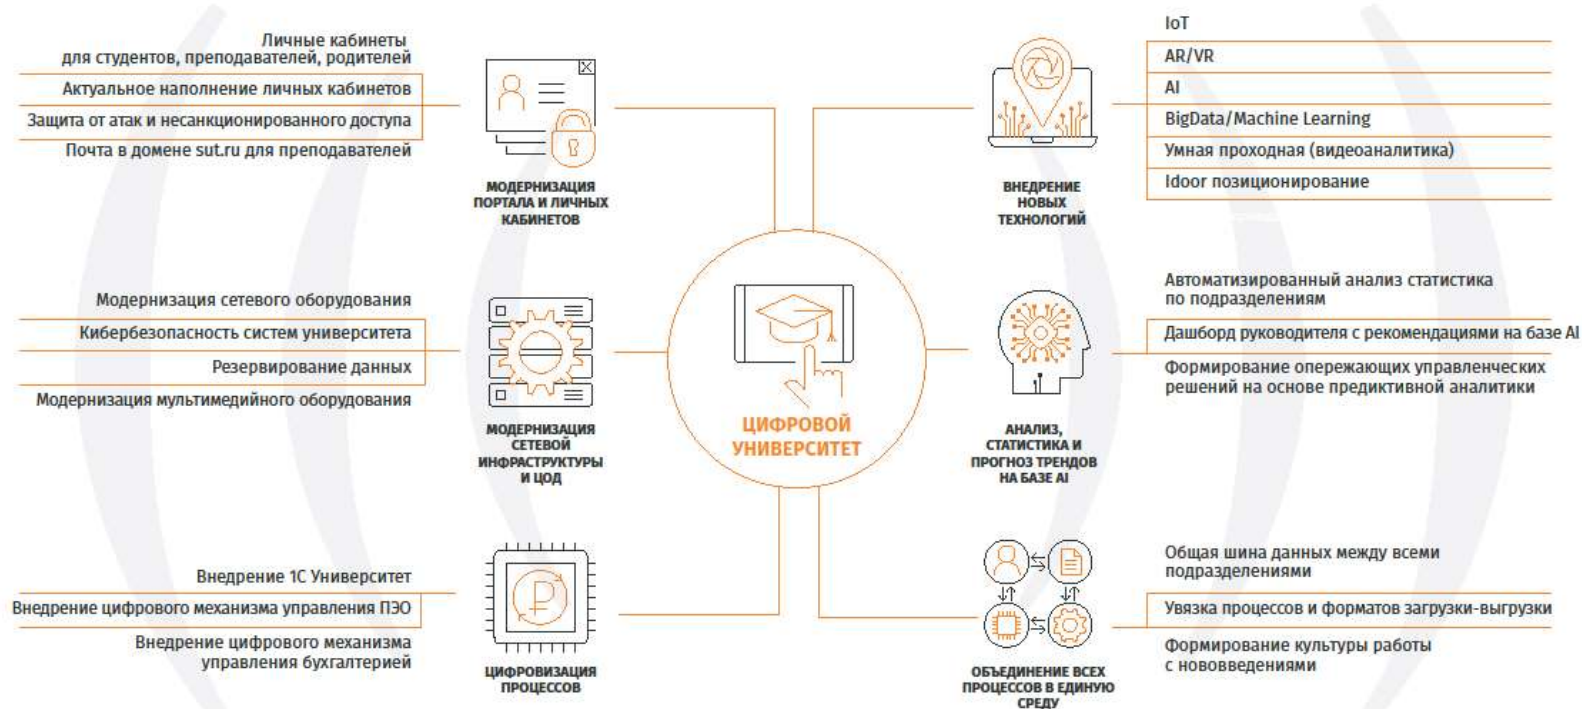 Личные кабинеты
для студентов, преподавателей, родителей
Актуальное наполнение личных кабинетов
Защита от атак и несанкционированного доступа
Почта в домене sut.ru для преподавателей
МОДЕРНИЗАЦИЯ
ПОРТАЛА И ЛИЧНЫХ
КАБИНЕТОВ
IoT
AR/VR
AI
BigData/Machine Learning
Умная проходная (видеоаналитика)
Idoor позиционирование
ВНЕДРЕНИЕ
НОВЫХ
ТЕХНОЛОГИЙ
Модернизация сетевого оборудования
Кибербезопасность систем университета
Резервирование данных
Модернизация мультимедийного оборудования
МОДЕРНИЗАЦИЯ
СЕТЕВОЙ
ИНФРАСТРУКТУРЫ
И ЦОД
ЦИФРОВОЙ
УНИВЕРСИТЕТ
Автоматизированный анализ статистика
по подразделениям
Дашборд руководителя с рекомендациями на базе AI
Формирование опережающих управленческих
решений на основе предиктивной аналитики
АНАЛИЗ,
СТАТИСТИКА И
ПРОГНОЗ ТРЕНДОВ
НА БАЗЕ AI
Внедрение 1С Университет
Внедрение цифрового механизма управления ПЭО
Внедрение цифрового механизма
управления бухгалтерией
ЦИФРОВИЗАЦИЯ
ПРОЦЕССОВ
Общая шина данных между всеми
подразделениями
Увязка процессов и форматов загрузки-выгрузки
Формирование культуры работы
с нововведениями
ОБЪЕДИНЕНИЕ ВСЕХ
ПРОЦЕССОВ В ЕДИНУЮ
СРЕДУ